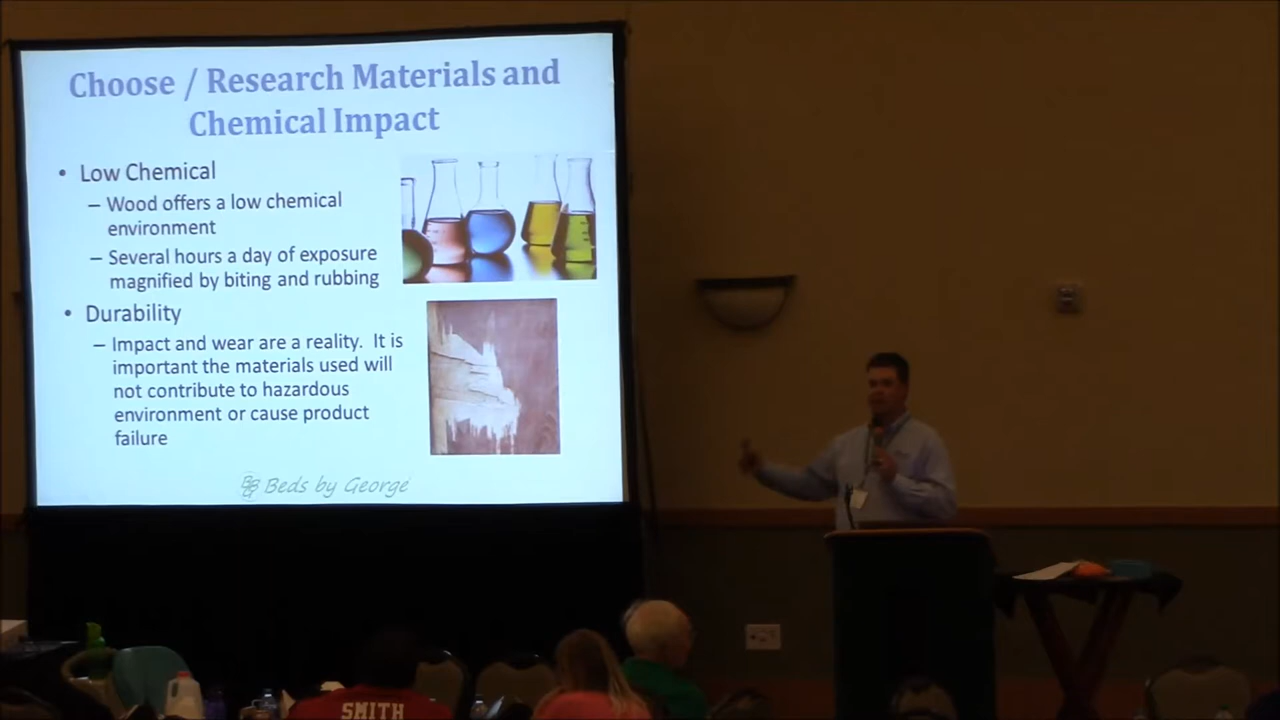 Choose / Research Materials and
Chemical Impact
• Low Chemical
– Wood offers a low chemical
environment
– Several hours a day of exposure
magnified by biting and rubbing
• Durability
– Impact and wear are a reality. It is
important the materials used will
not contribute to hazardous
environment or cause product
failure
Beds by George
SMITH